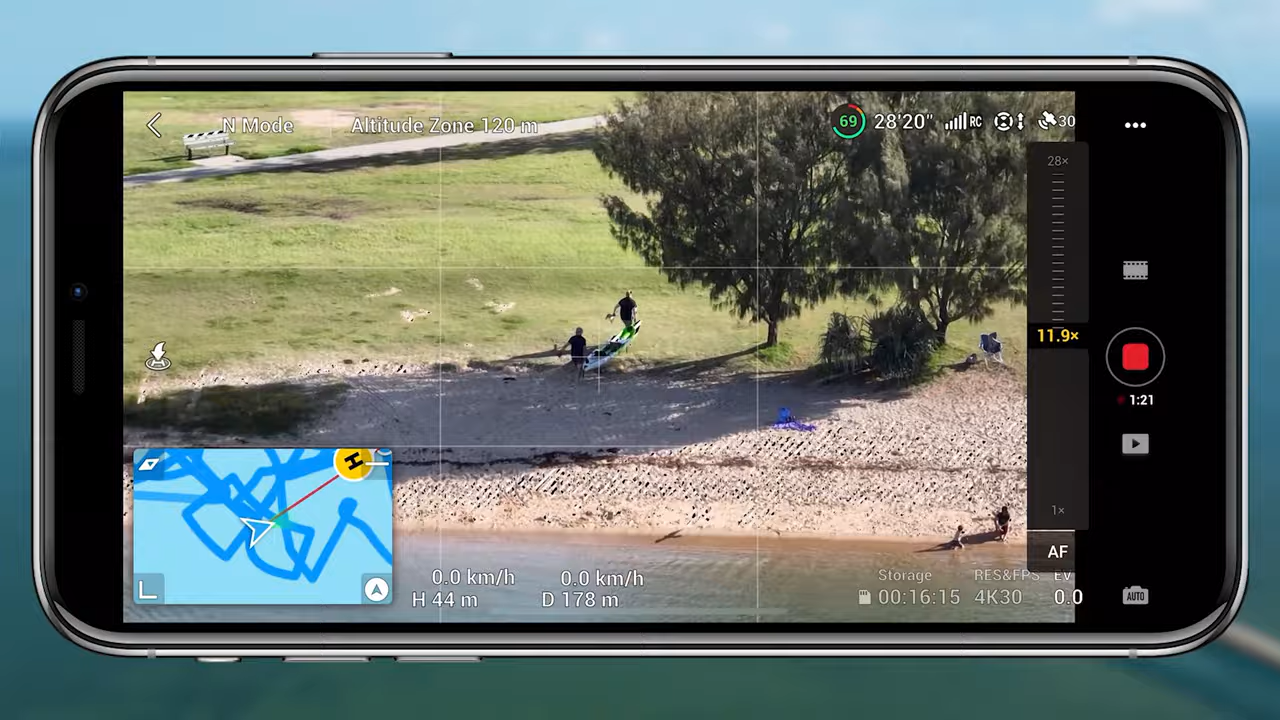 N Mode
Altitude Zone 120 m
69
28'20"
RC
30
28×
11.9×
1:21
1×
AF
H
0.0 km/h
0.0 km/h
H 44 m
D 178 m
Storage
RES&FPS
EV
00:16:15
4K30
0.0
AUTO